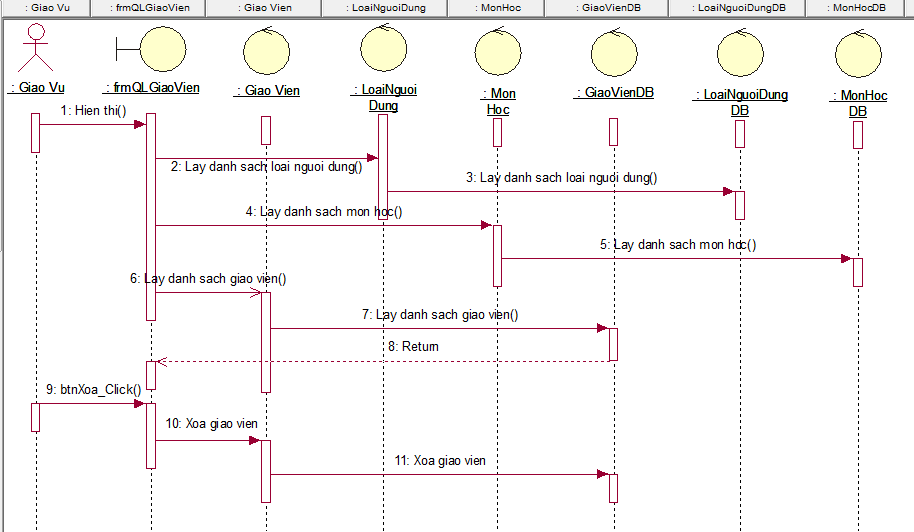 : Giao Vu
: frmQLGiaoVien
: Giao Vien
: LoaiNguoiDung
: MonHoc
: GiaoVienDB
: LoaiNguoiDungDB
: MonHocDB
: Giao Vu
: frmQLGiaoVien
: Giao Vien
: LoaiNguoi
Dung
: Mon
Hoc
: GiaoVienDB
: LoaiNguoiDung
DB
: MonHoc
DB
1: Hien thi()
2: Lay danh sach loai nguoi dung()
3: Lay danh sach loai nguoi dung()
4: Lay danh sach mon hoc()
5: Lay danh sach mon hoc()
6: Lay danh sach giao vien()
7: Lay danh sach giao vien()
8: Return
9: btnXoa_Click()
10: Xoa giao vien
11: Xoa giao vien